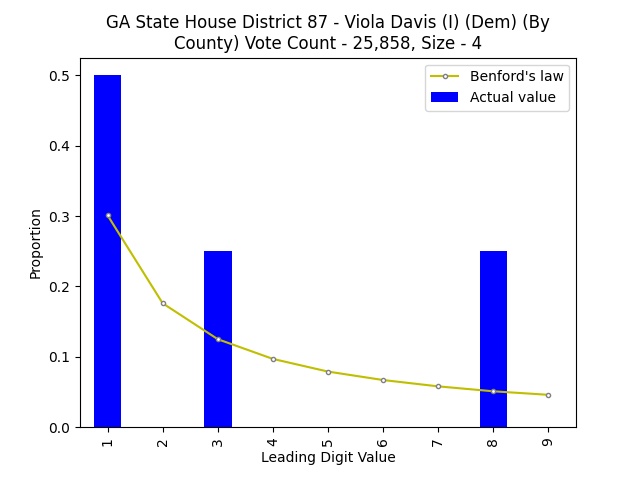 GA State House District 87 - Viola Davis (I) (Dem) (By
County) Vote Count - 25,858, Size - 4
Benford's law
Actual value
Proportion
0.5
0.4
0.3
0.2
0.1
0.0
1 2 3 4 5 6 7 8 9
Leading Digit Value